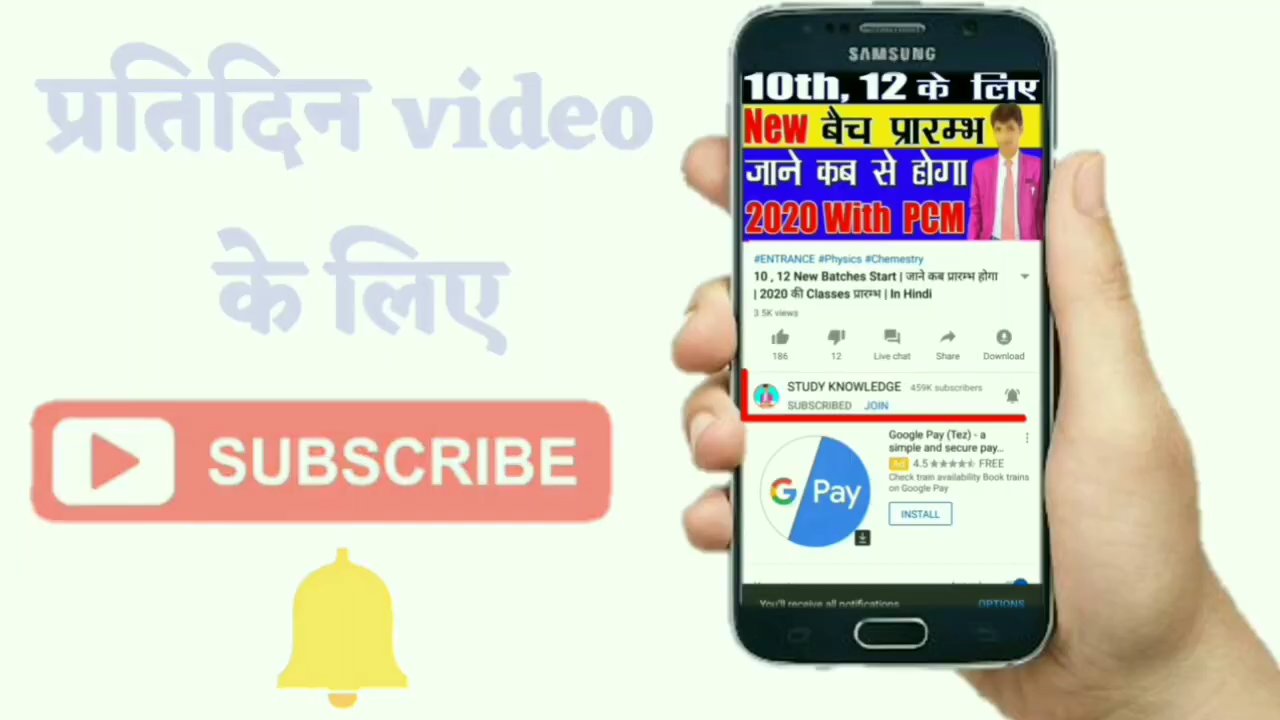 प्रतिदिन video
के लिए
SUBSCRIBE
SAMSUNG
10th, 12 के लिए
New बैच प्रारम्भ
जाने कब से होगा
2020 With PCM
#ENTRANCE #Physics #Chemestry
10 , 12 New Batches Start | जाने कब प्रारम्भ होगा
| 2020 की Classes प्रारम्भ | In Hindi
3.5K views
186 12 Live chat Share Download
STUDY KNOWLEDGE 459K subscribers
SUBSCRIBED JOIN
Google Pay (Tez) - a
simple and secure pay...
Ad 4.5 FREE
Check train availability Book trains
on Google Pay
G Pay
INSTALL
You'll receive all notifications OPTIONS